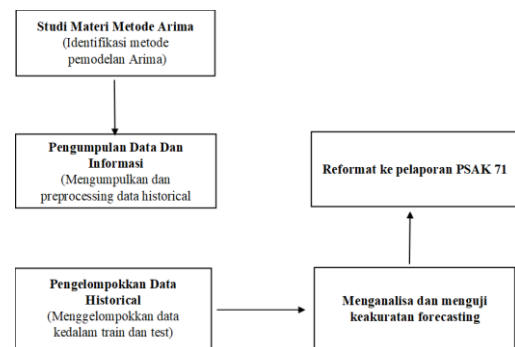 Studi Materi Metode Arima
(Identifikasi metode
pemodelan Arima)
Pengumpulan Data Dan
Informasi
(Mengumpulkan dan
preprocessing data historical
Pengelompokkan Data
Historical
(Menggelompokkan data
kedalam train dan test)
Menganalisa dan menguji
keakuratan forecasting
Reformat ke pelaporan PSAK 71